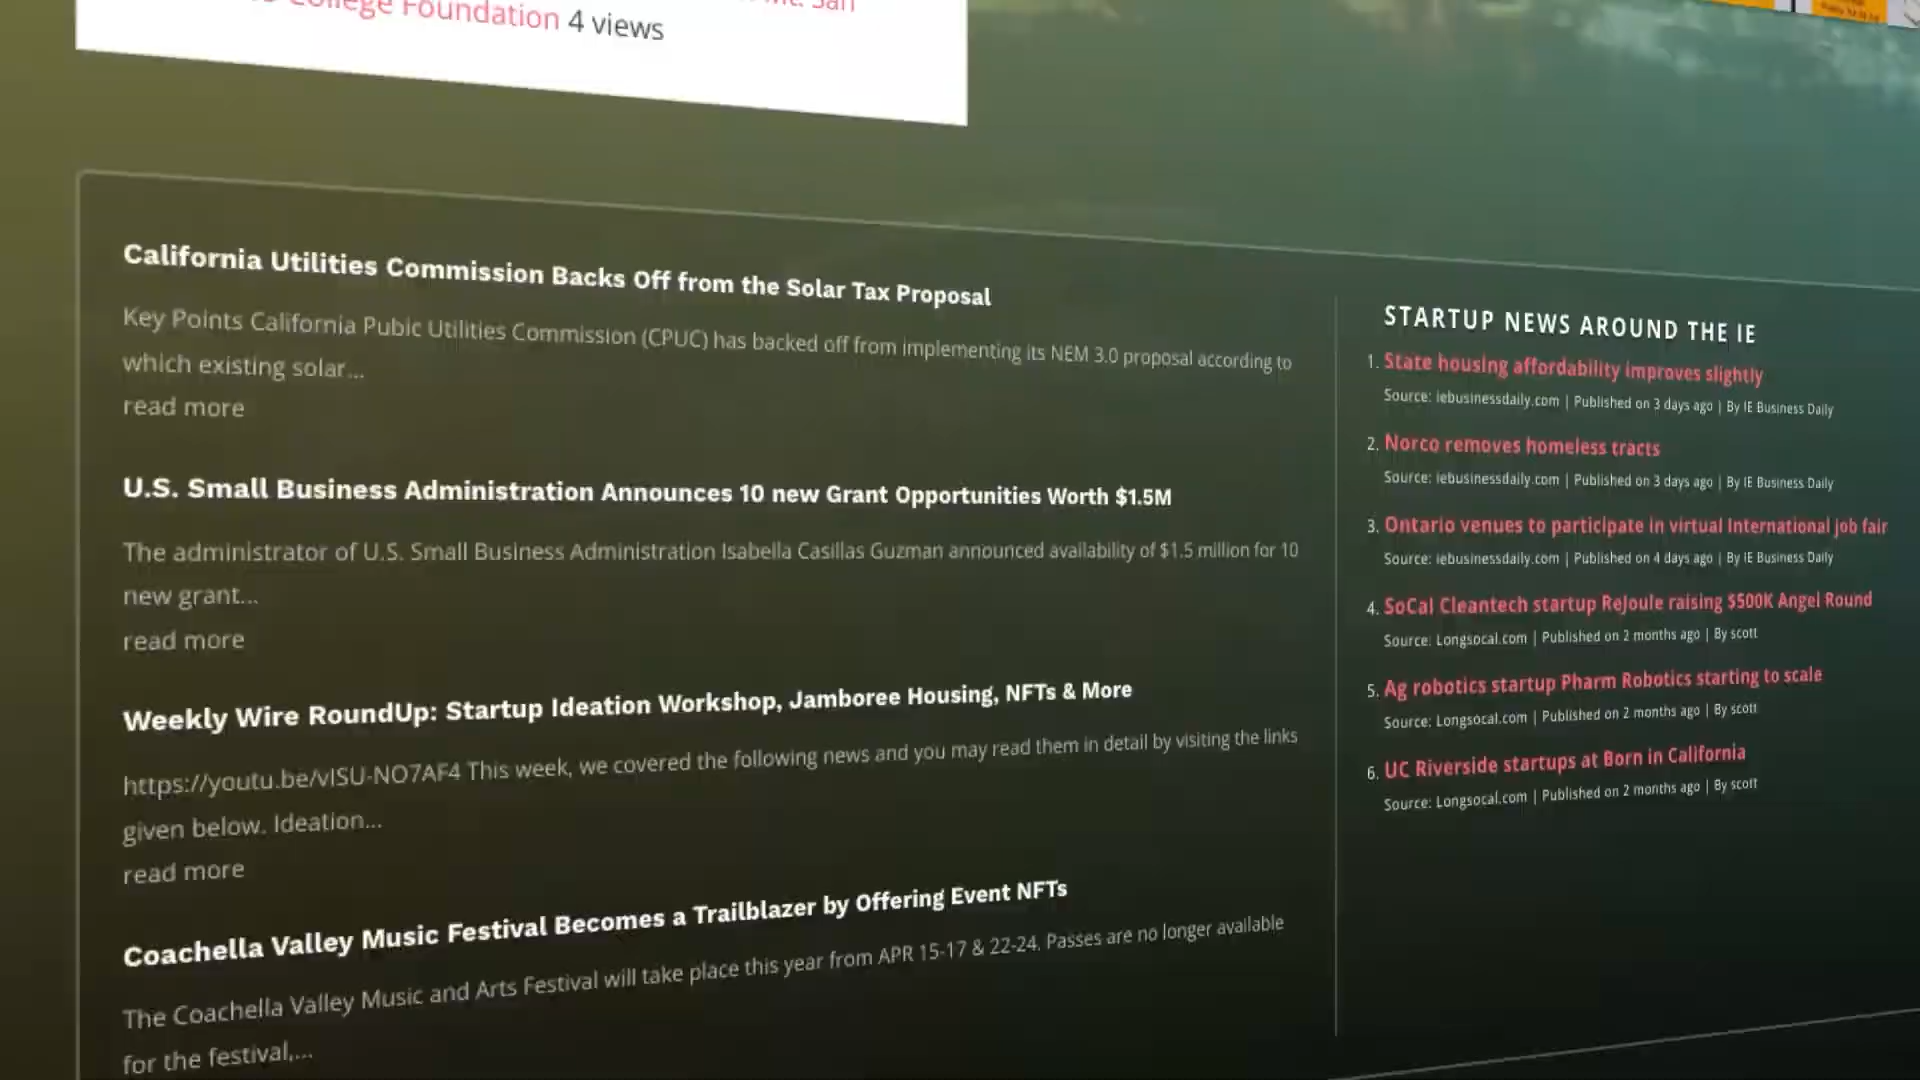 College Foundation 4 views
California Utilities Commission Backs Off from the Solar Tax Proposal
Key Points California Pubic Utilities Commission (CPUC) has backed off from implementing its NEM 3.0 proposal according to
which existing solar...
read more
U.S. Small Business Administration Announces 10 new Grant Opportunities Worth $1.5M
The administrator of U.S. Small Business Administration Isabella Casillas Guzman announced availability of $1.5 million for 10
new grant...
read more
Weekly Wire RoundUp: Startup Ideation Workshop, Jamboree Housing, NFTs & More
https://youtu.be/vISU-NO7AF4 This week, we covered the following news and you may read them in detail by visiting the links
given below. Ideation...
read more
Coachella Valley Music Festival Becomes a Trailblazer by Offering Event NFTs
The Coachella Valley Music and Arts Festival will take place this year from APR 15-17 & 22-24. Passes are no longer available
for the festival,...
STARTUP NEWS AROUND THE IE
1. State housing affordability improves slightly
Source: iebusinessdaily.com | Published on 3 days ago | By IE Business Daily
2. Norco removes homeless tracts
Source: iebusinessdaily.com | Published on 3 days ago | By IE Business Daily
3. Ontario venues to participate in virtual International job fair
Source: iebusinessdaily.com | Published on 4 days ago | By IE Business Daily
4. SoCal Cleantech startup ReJoule raising $500K Angel Round
Source: Longsocal.com | Published on 2 months ago | By scott
5. Ag robotics startup Pharm Robotics starting to scale
Source: Longsocal.com | Published on 2 months ago | By scott
6. UC Riverside startups at Born in California
Source: Longsocal.com | Published on 2 months ago | By scott